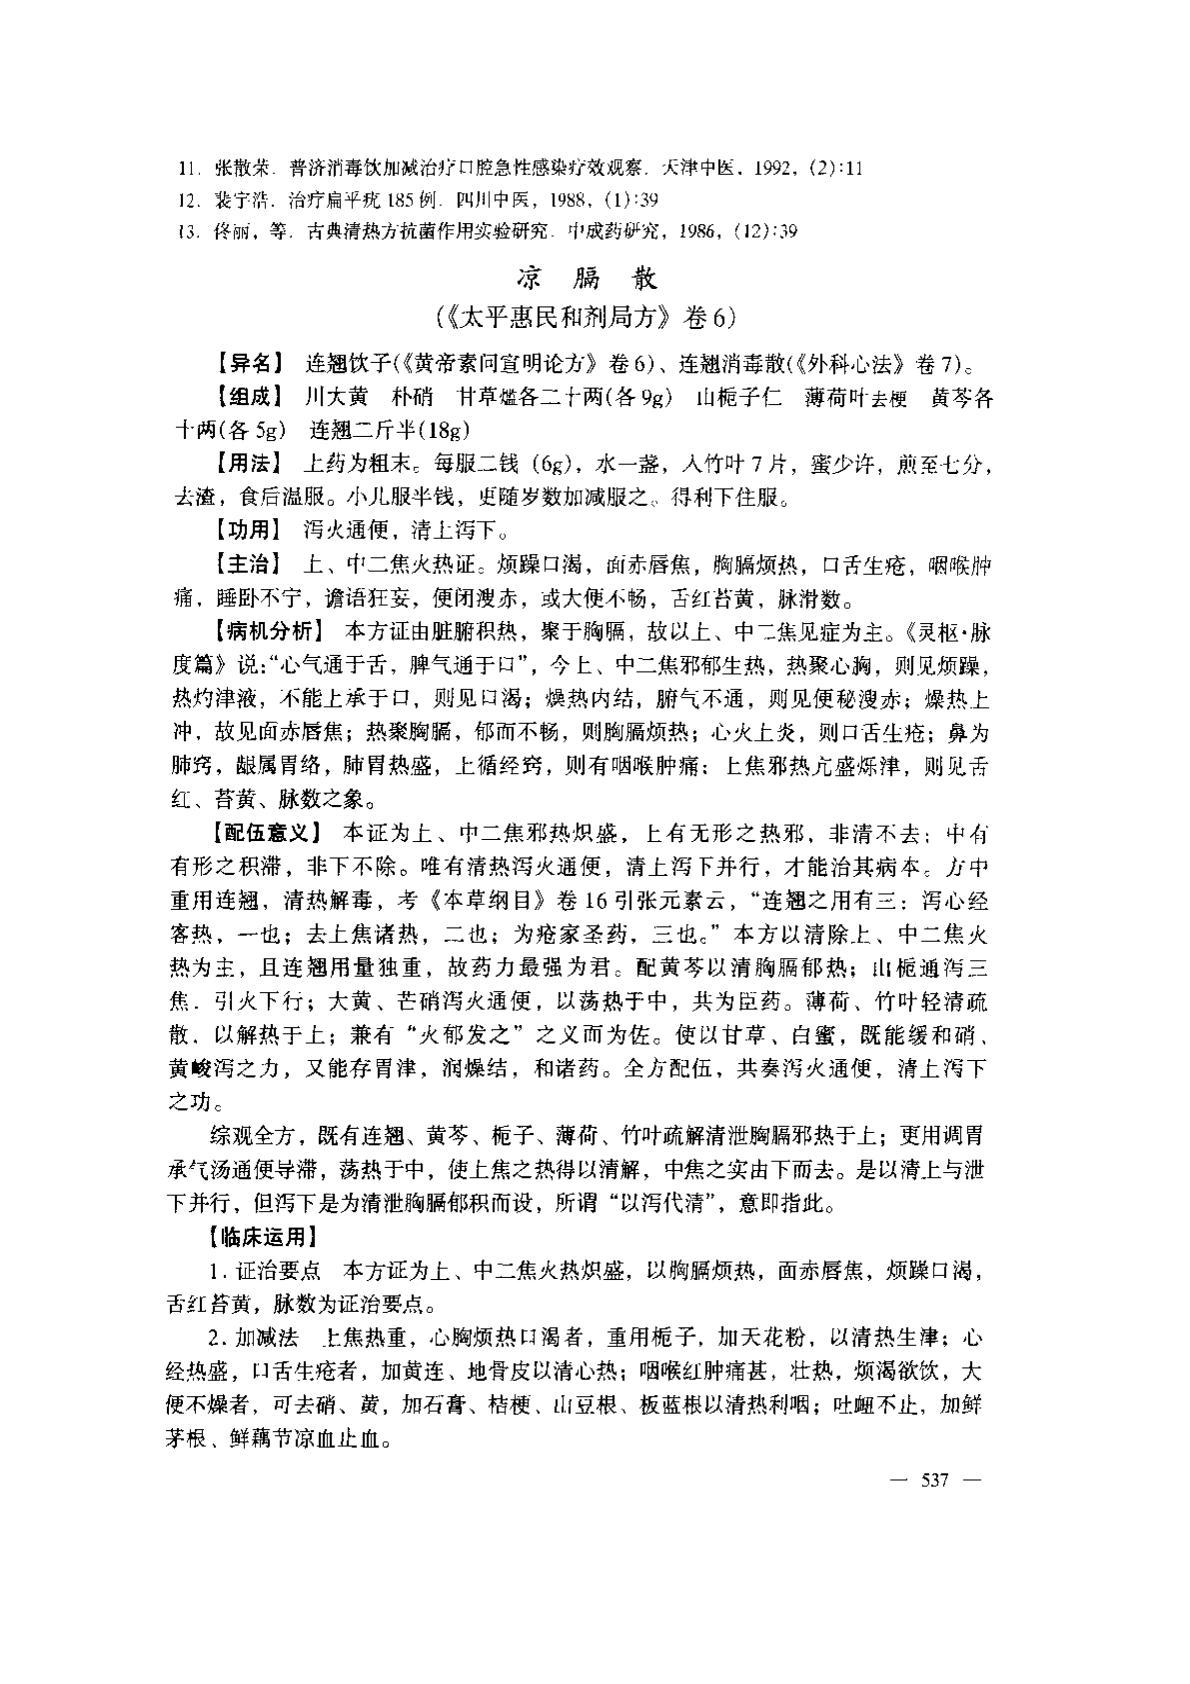 11. 张散荣. 普济消毒饮加减治疗口腔急性感染疗效观察. 天津中医, 1992, (2):11
12. 裴宇浩. 治疗扁平疣 185 例. 四川中医, 1988, (1):39
13. 佟丽, 等. 古典清热方抗菌作用实验研究. 中成药研究, 1986, (12):39
凉 膈 散
(《太平惠民和剂局方》卷 6)
【异名】 连翘饮子(《黄帝素问宣明论方》卷 6)、连翘消毒散(《外科心法》卷 7)。
【组成】 川大黄 朴硝 甘草爁各二十两(各 9g) 山栀子仁 薄荷叶去梗 黄芩各
十两(各 5g) 连翘二斤半(18g)
【用法】 上药为粗末。每服二钱 (6g), 水一盏, 入竹叶 7 片, 蜜少许, 煎至七分,
去渣, 食后温服。小儿服半钱, 更随岁数加减服之。得利下住服。
【功用】 泻火通便, 清上泻下。
【主治】 上、中二焦火热证。烦躁口渴, 面赤唇焦, 胸膈烦热, 口舌生疮, 咽喉肿
痛, 睡卧不宁, 谵语狂妄, 便闭溲赤, 或大便不畅, 舌红苔黄, 脉滑数。
【病机分析】 本方证由脏腑积热, 聚于胸膈, 故以上、中二焦见症为主。《灵枢·脉
度篇》说:“心气通于舌, 脾气通于口”, 今上、中二焦邪郁生热, 热聚心胸, 则见烦躁,
热灼津液, 不能上承于口, 则见口渴; 燥热内结, 腑气不通, 则见便秘溲赤; 燥热上
冲, 故见面赤唇焦; 热聚胸膈, 郁而不畅, 则胸膈烦热; 心火上炎, 则口舌生疮; 鼻为
肺窍, 龈属胃络, 肺胃热盛, 上循经窍, 则有咽喉肿痛; 上焦邪热亢盛烁津, 则见舌
红、苔黄、脉数之象。
【配伍意义】 本证为上、中二焦邪热炽盛, 上有无形之热邪, 非清不去; 中有
有形之积滞, 非下不除。唯有清热泻火通便, 清上泻下并行, 才能治其病本。方中
重用连翘, 清热解毒, 考《本草纲目》卷 16 引张元素云, “连翘之用有三: 泻心经
客热, 一也; 去上焦诸热, 二也; 为疮家圣药, 三也。” 本方以清除上、中二焦火
热为主, 且连翘用量独重, 故药力最强为君。配黄芩以清胸膈郁热; 山栀通泻三
焦. 引火下行; 大黄、芒硝泻火通便, 以荡热于中, 共为臣药。薄荷、竹叶轻清疏
散, 以解热于上; 兼有 “火郁发之” 之义而为佐。使以甘草、白蜜, 既能缓和硝、
黄峻泻之力, 又能存胃津, 润燥结, 和诸药。全方配伍, 共奏泻火通便, 清上泻下
之功。
综观全方, 既有连翘、黄芩、栀子、薄荷、竹叶疏解清泄胸膈邪热于上; 更用调胃
承气汤通便导滞, 荡热于中, 使上焦之热得以清解, 中焦之实由下而去。是以清上与泄
下并行, 但泻下是为清泄胸膈郁积而设, 所谓 “以泻代清”, 意即指此。
【临床运用】
1. 证治要点 本方证为上、中二焦火热炽盛, 以胸膈烦热, 面赤唇焦, 烦躁口渴,
舌红苔黄, 脉数为证治要点。
2. 加减法 上焦热重, 心胸烦热口渴者, 重用栀子, 加天花粉, 以清热生津; 心
经热盛, 口舌生疮者, 加黄连、地骨皮以清心热; 咽喉红肿痛甚, 壮热, 烦渴欲饮, 大
便不燥者, 可去硝、黄, 加石膏、桔梗、山豆根、板蓝根以清热利咽; 吐衄不止, 加鲜
茅根、鲜藕节凉血止血。
— 537 —